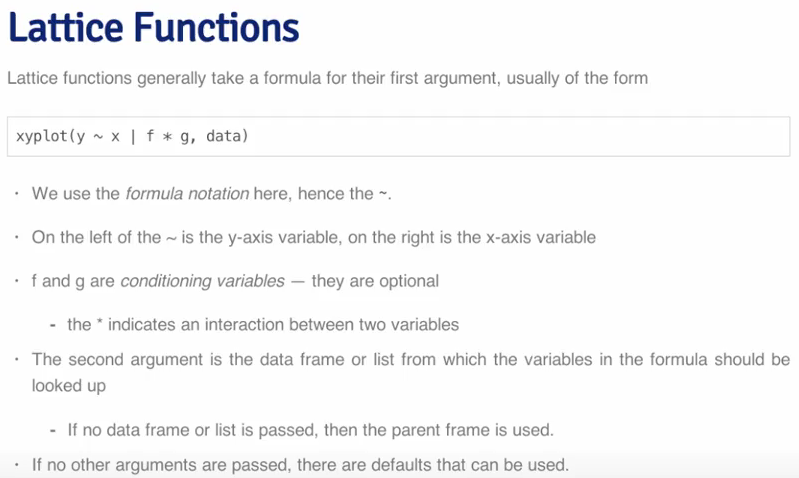 Lattice Functions
Lattice functions generally take a formula for their first argument, usually of the form
xyplot(y ~ x | f * g, data)
· We use the formula notation here, hence the ~.
· On the left of the ~ is the y-axis variable, on the right is the x-axis variable
· f and g are conditioning variables — they are optional
- the * indicates an interaction between two variables
· The second argument is the data frame or list from which the variables in the formula should be
looked up
- If no data frame or list is passed, then the parent frame is used.
· If no other arguments are passed, there are defaults that can be used.